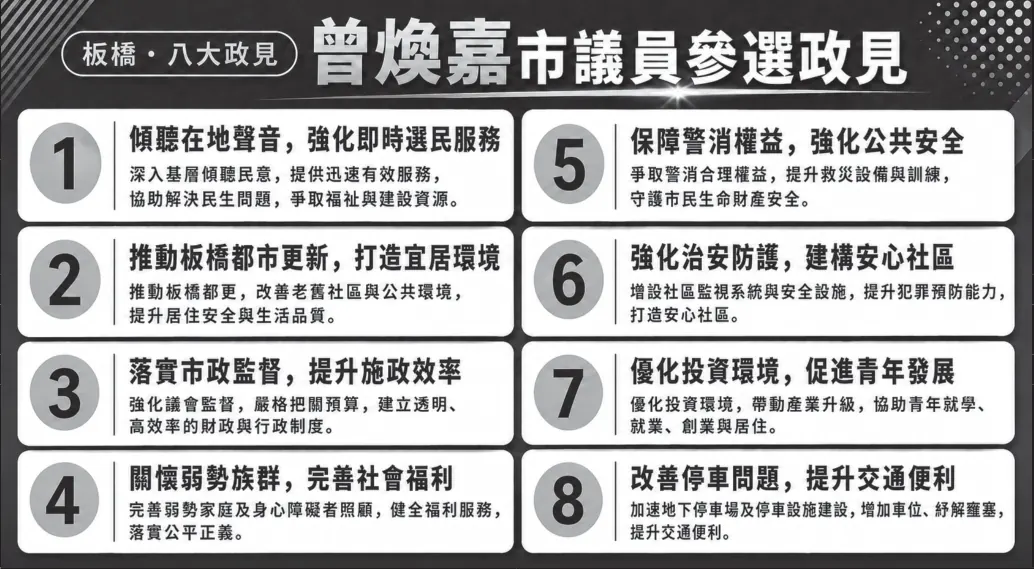 板橋·八大政見
曾煥嘉市議員參選政見
1
傾聽在地聲音，強化即時選民服務
深入基層傾聽民意，提供迅速有效服務，
協助解決民生問題，爭取福祉與建設資源。
2
推動板橋都市更新，打造宜居環境
推動板橋都更，改善老舊社區與公共環境，
提升居住安全與生活品質。
3
落實市政監督，提升施政效率
強化議會監督，嚴格把關預算，建立透明、
高效率的財政與行政制度。
4
關懷弱勢族群，完善社會福利
完善弱勢家庭及身心障礙者照顧，健全福利服務，
落實公平正義。
5
保障警消權益，強化公共安全
爭取警消合理權益，提升救災設備與訓練，
守護市民生命財產安全。
6
強化治安防護，建構安心社區
增設社區監視系統與安全設施，提升犯罪預防能力，
打造安心社區。
7
優化投資環境，促進青年發展
優化投資環境，帶動產業升級，協助青年就學、
就業、創業與居住。
8
改善停車問題，提升交通便利
加速地下停車場及停車設施建設，增加車位、紓解壅塞，
提升交通便利。